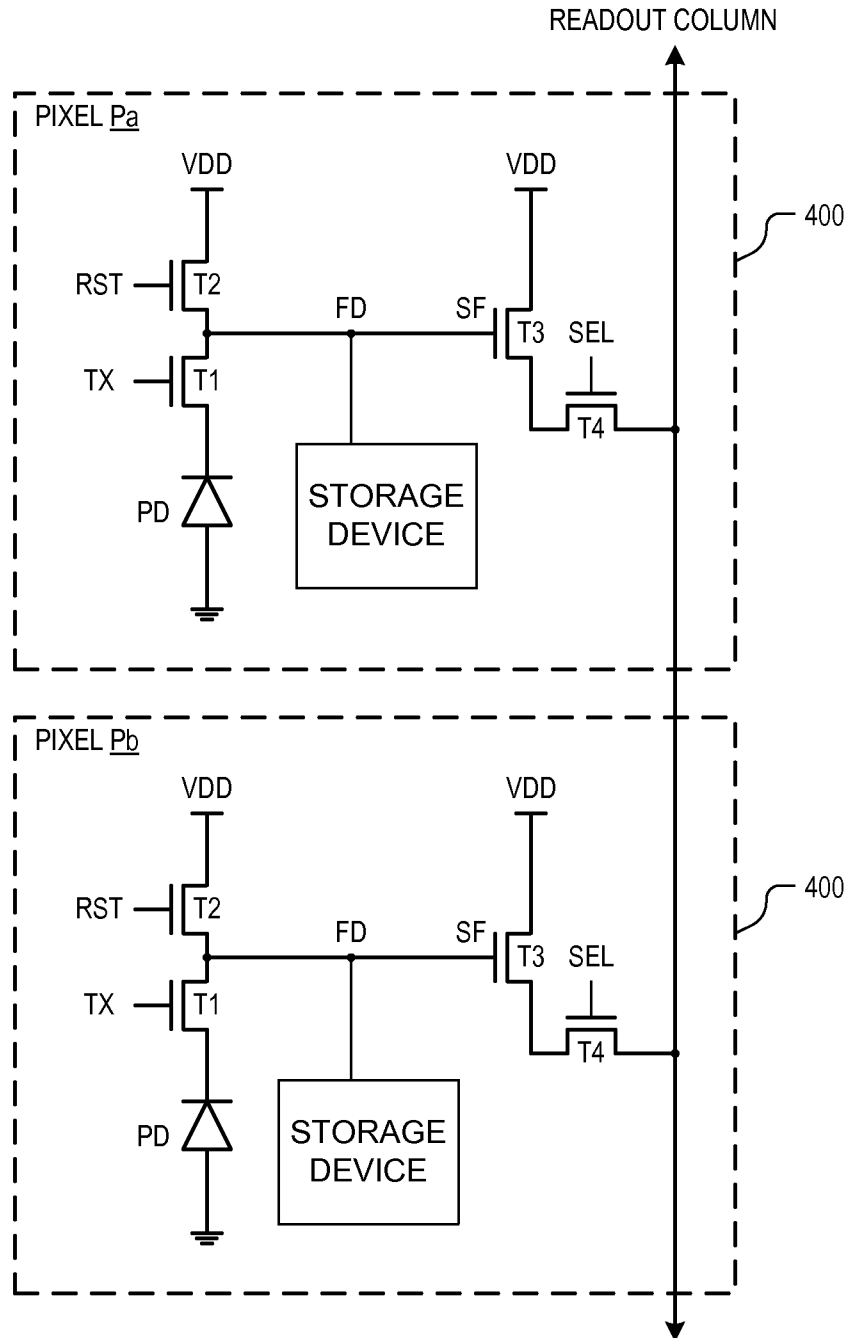 READOUT COLUMN
PIXEL Pa
VDD
VDD
400
RST
T2
FD
SF
T3
SEL
TX
T1
T4
PD
STORAGE
DEVICE
PIXEL Pb
VDD
VDD
400
RST
T2
FD
SF
T3
SEL
TX
T1
T4
PD
STORAGE
DEVICE